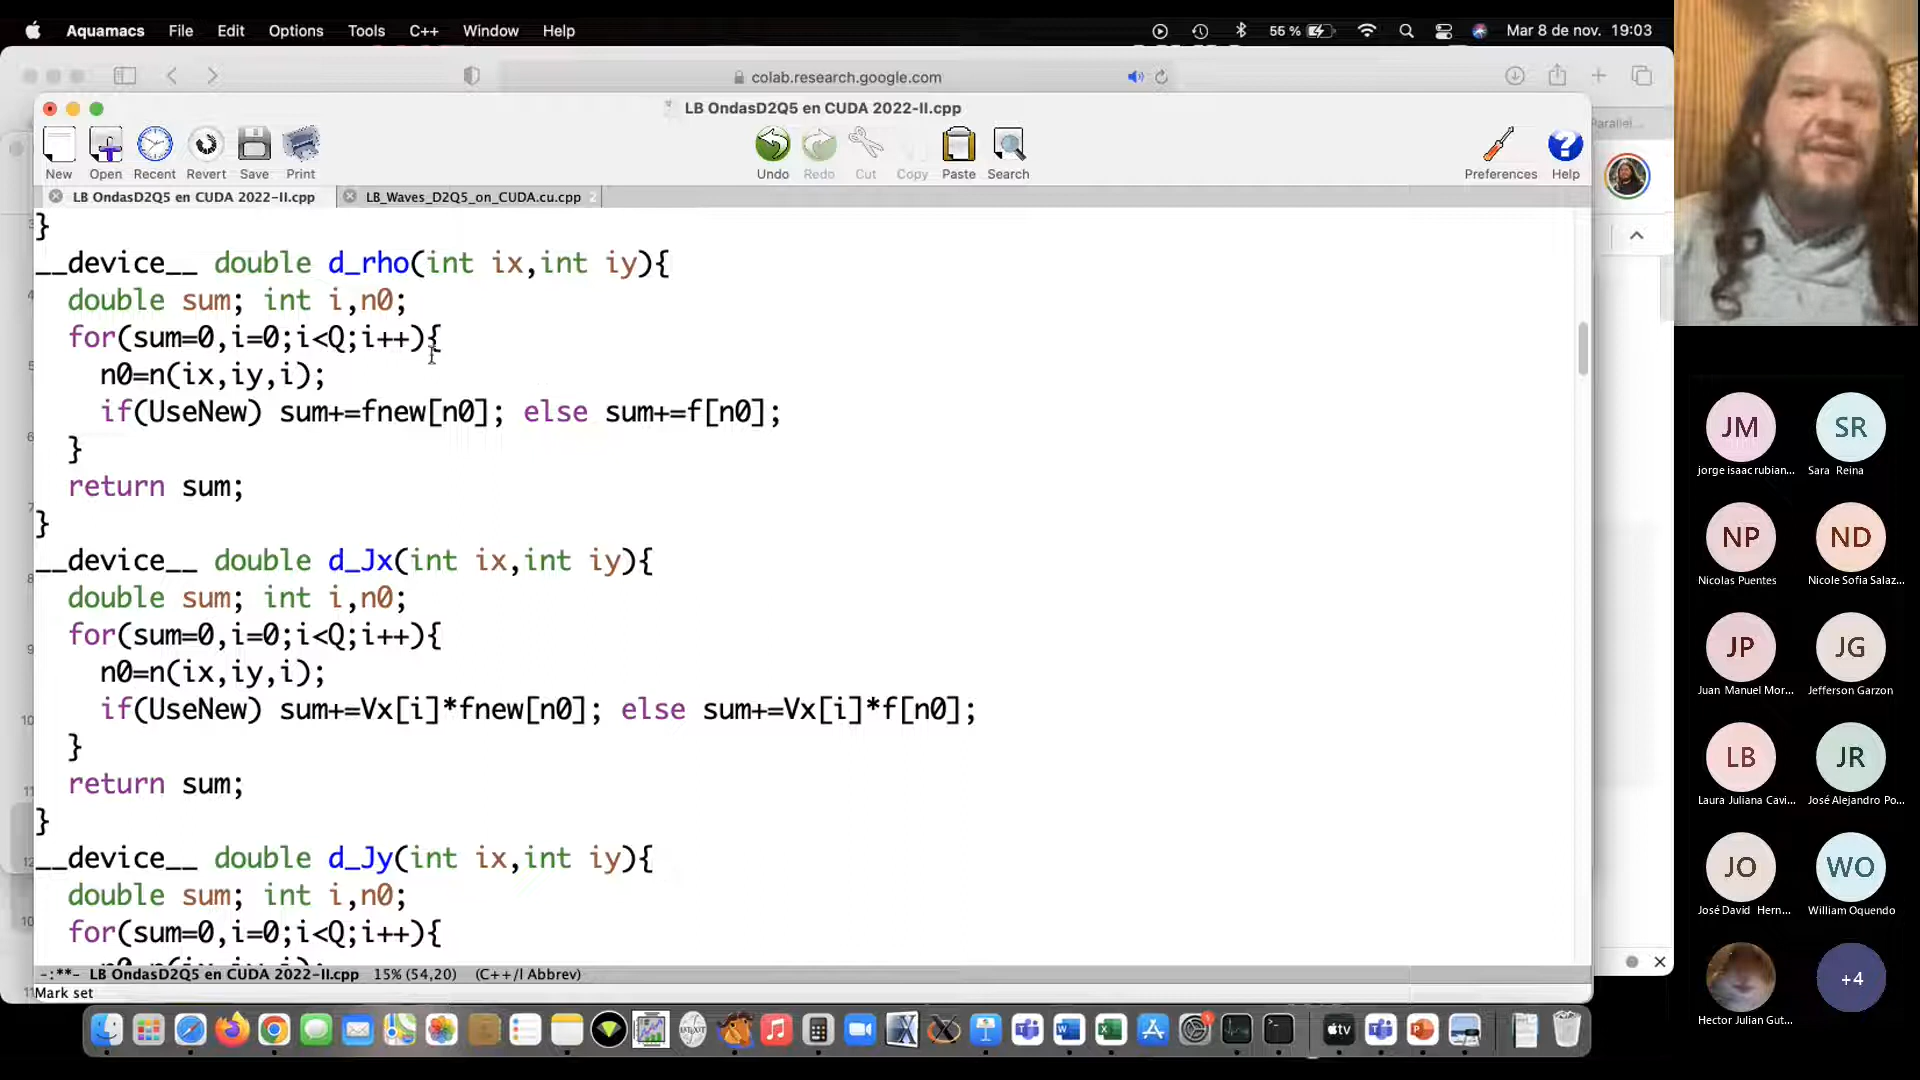 Aquamacs File Edit Options Tools C++ Window Help 55 % Mar 8 de nov. 19:03
colab.research.google.com
LB OndasD2Q5 en CUDA 2022-II.cpp
New Open Recent Revert Save Print Undo Redo Cut Copy Paste Search Preferences Help
LB OndasD2Q5 en CUDA 2022-II.cpp LB_Waves_D2Q5_on_CUDA.cu.cpp 2
}
__device__ double d_rho(int ix,int iy){
double sum; int i,n0;
for(sum=0,i=0;i<Q;i++){
n0=n(ix,iy,i);
if(UseNew) sum+=fnew[n0]; else sum+=f[n0];
}
return sum;
}
__device__ double d_Jx(int ix,int iy){
double sum; int i,n0;
for(sum=0,i=0;i<Q;i++){
n0=n(ix,iy,i);
if(UseNew) sum+=Vx[i]*fnew[n0]; else sum+=Vx[i]*f[n0];
}
return sum;
}
__device__ double d_Jy(int ix,int iy){
double sum; int i,n0;
for(sum=0,i=0;i<Q;i++){
n0=n(ix,iy,i);
-:**- LB OndasD2Q5 en CUDA 2022-II.cpp 15% (54,20) (C++/l Abbrev)
Mark set
JM SR
jorge isaac rubian... Sara Reina
NP ND
Nicolas Puentes Nicole Sofia Salaz...
JP JG
Juan Manuel Mor... Jefferson Garzon
LB JR
Laura Juliana Cavi... José Alejandro Po...
JO WO
José David Hern... William Oquendo
+4
Hector Julian Gut...
tv